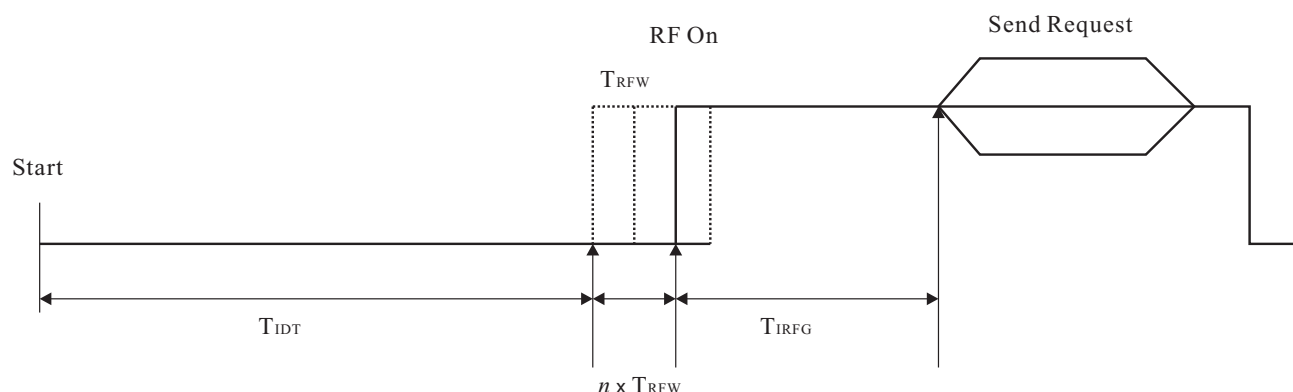 RF On
Send Request
TRFW
Start
TIDT
TIRFG
n x TRFW